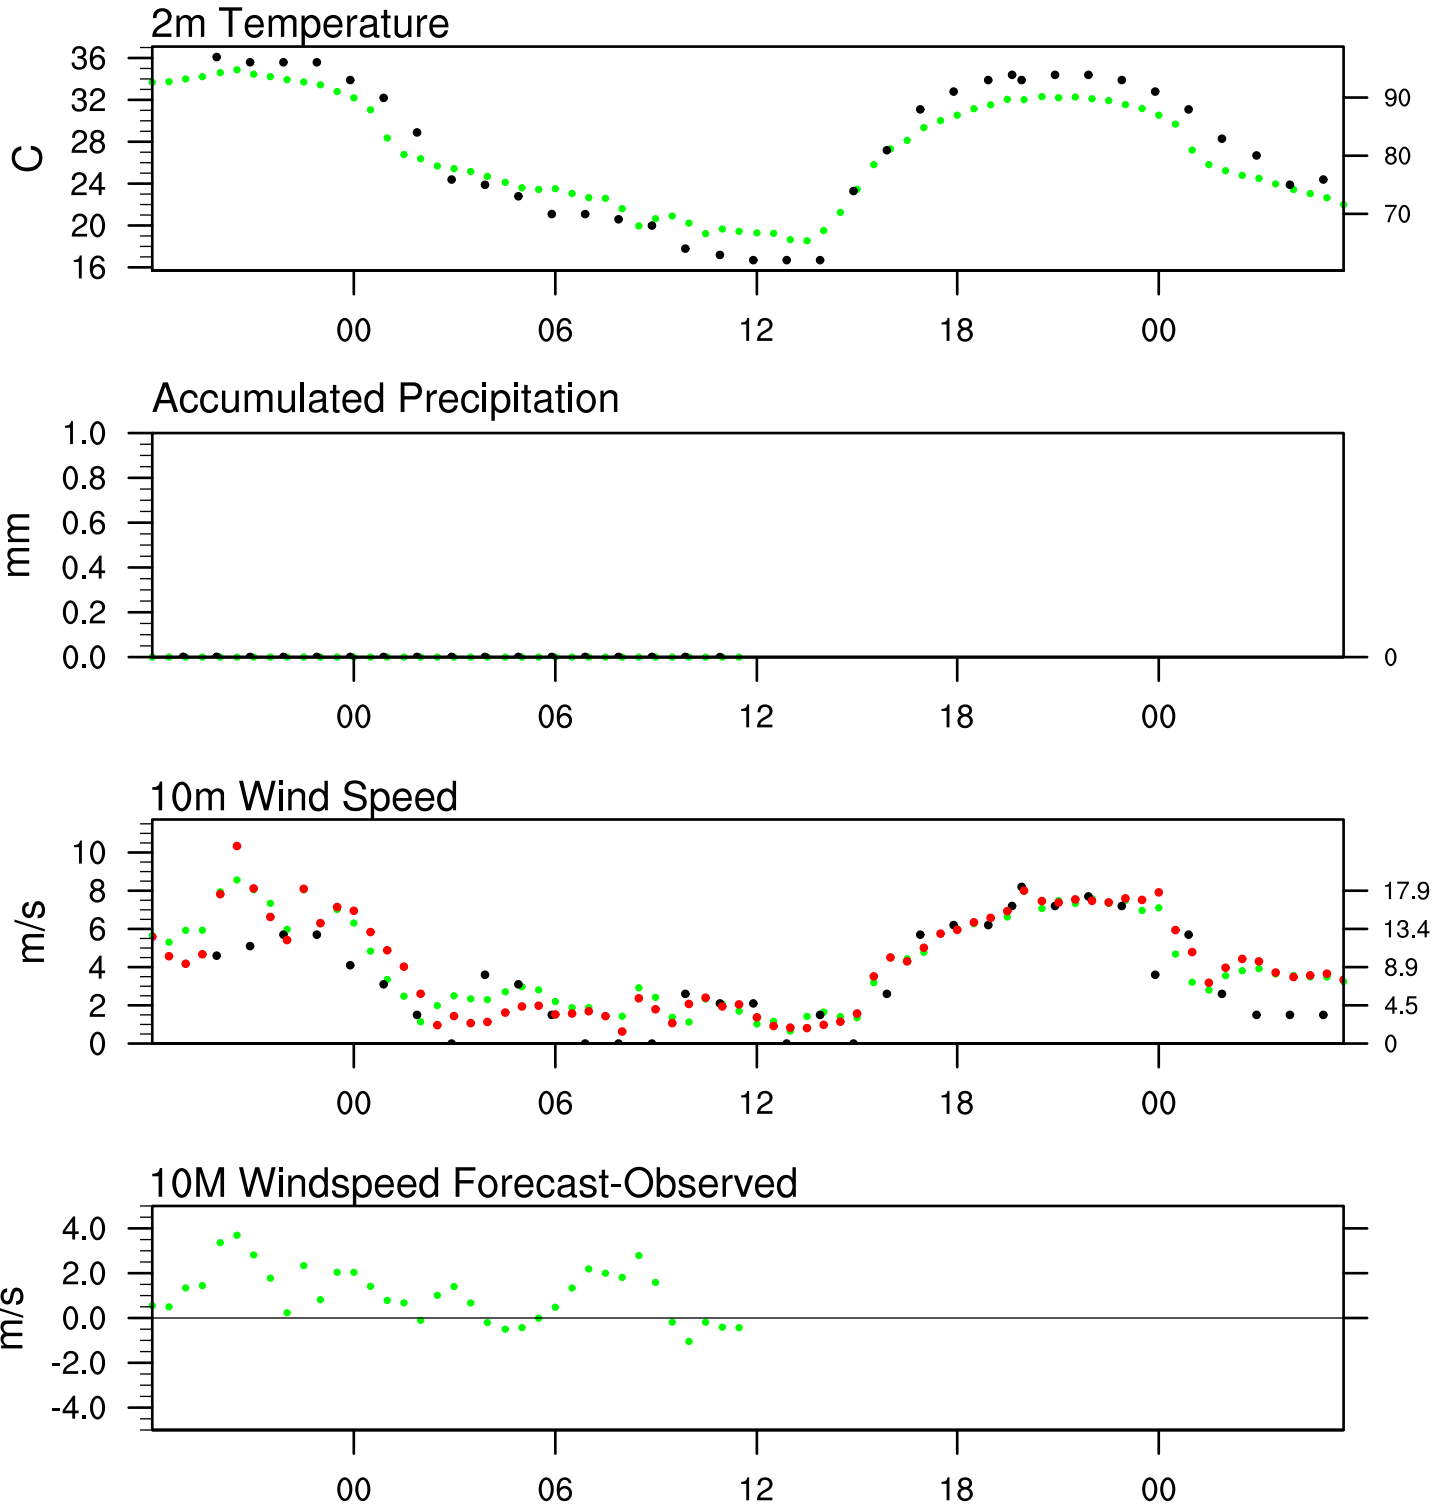 2m Temperature
36
32
28
24
20
16
C
90
80
70
00 06 12 18 00
Accumulated Precipitation
1.0
0.8
0.6
0.4
0.2
0.0
mm
0
00 06 12 18 00
10m Wind Speed
10
8
6
4
2
0
m/s
17.9
13.4
8.9
4.5
0
00 06 12 18 00
10M Windspeed Forecast-Observed
4.0
2.0
0.0
-2.0
-4.0
m/s
00 06 12 18 00